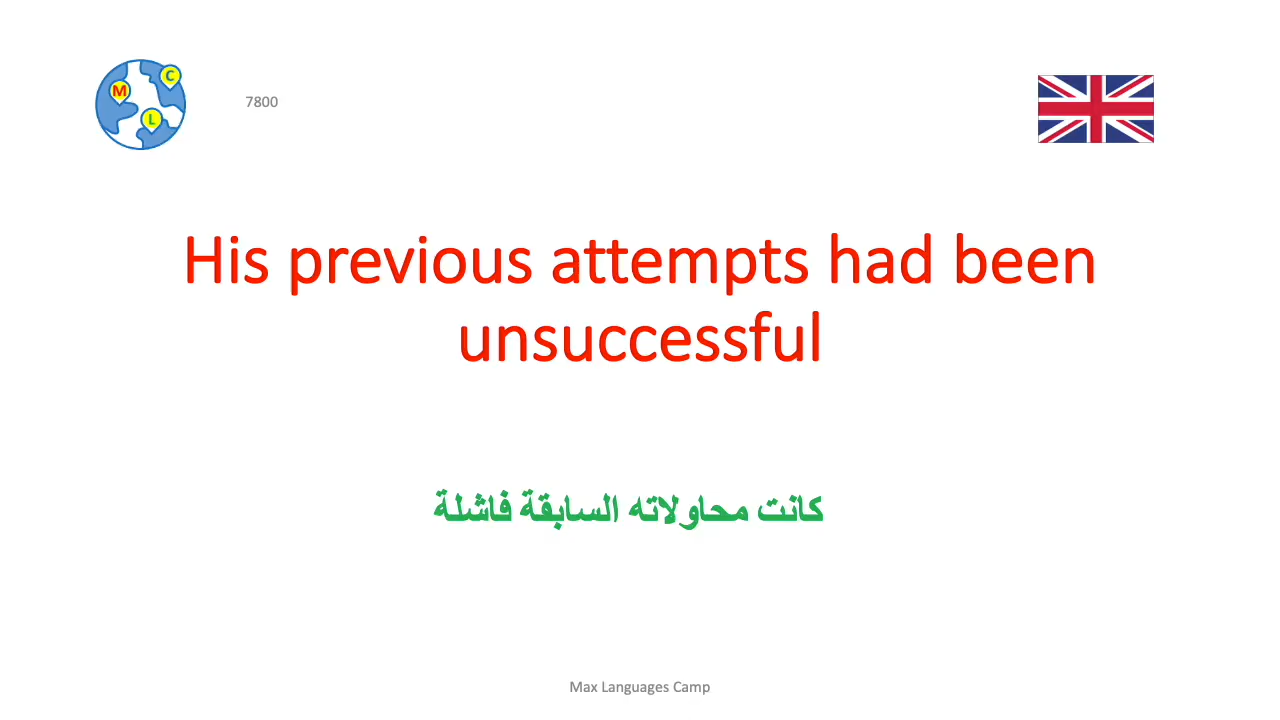 C
M
L
7800
His previous attempts had been
unsuccessful
كانت محاولاته السابقة فاشلة
Max Languages Camp